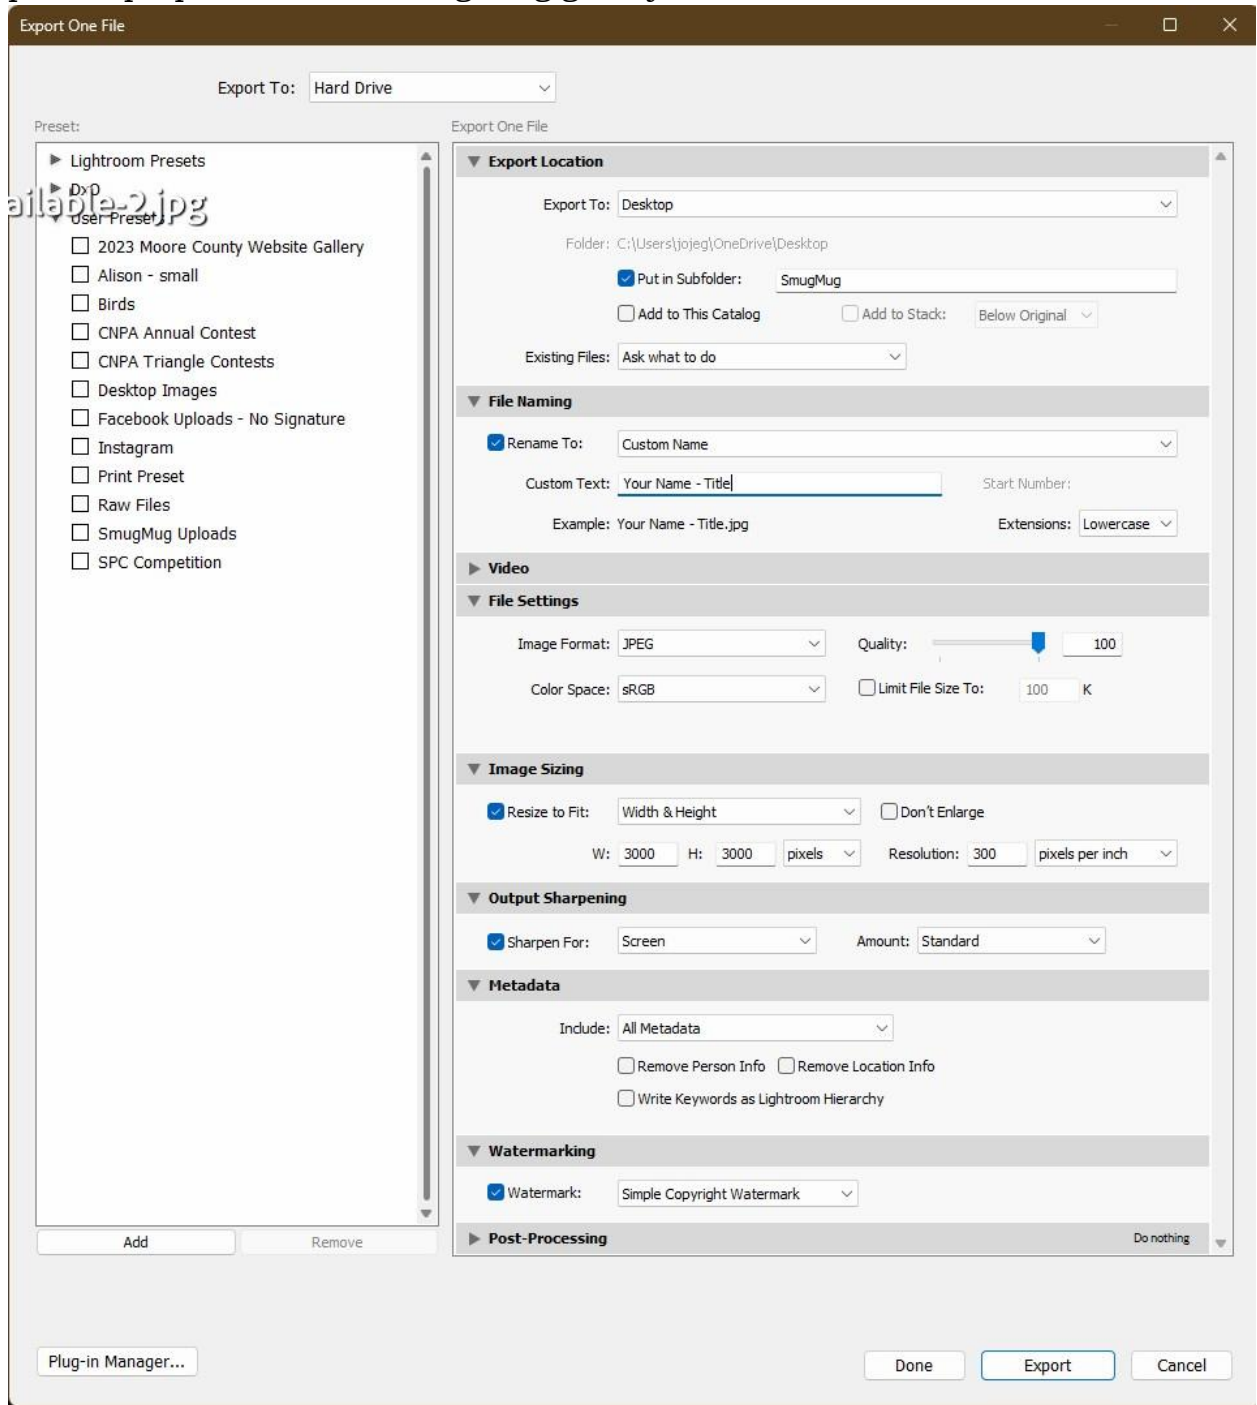 Export One File
Export To: Hard Drive
Preset:
Export One File
Lightroom Presets
DxO
ailable-2.jpg
User Presets
2023 Moore County Website Gallery
Alison - small
Birds
CNPA Annual Contest
CNPA Triangle Contests
Desktop Images
Facebook Uploads - No Signature
Instagram
Print Preset
Raw Files
SmugMug Uploads
SPC Competition
Add
Remove
Export Location
Export To: Desktop
Folder: C:\Users\jojeg\OneDrive\Desktop
Put in Subfolder: SmugMug
Add to This Catalog Add to Stack: Below Original
Existing Files: Ask what to do
File Naming
Rename To: Custom Name
Custom Text: Your Name - Title Start Number:
Example: Your Name - Title.jpg Extensions: Lowercase
Video
File Settings
Image Format: JPEG Quality: 100
Color Space: sRGB Limit File Size To: 100 K
Image Sizing
Resize to Fit: Width & Height Don't Enlarge
W: 3000 H: 3000 pixels Resolution: 300 pixels per inch
Output Sharpening
Sharpen For: Screen Amount: Standard
Metadata
Include: All Metadata
Remove Person Info Remove Location Info
Write Keywords as Lightroom Hierarchy
Watermarking
Watermark: Simple Copyright Watermark
Post-Processing Do nothing
Plug-in Manager...
Done Export Cancel